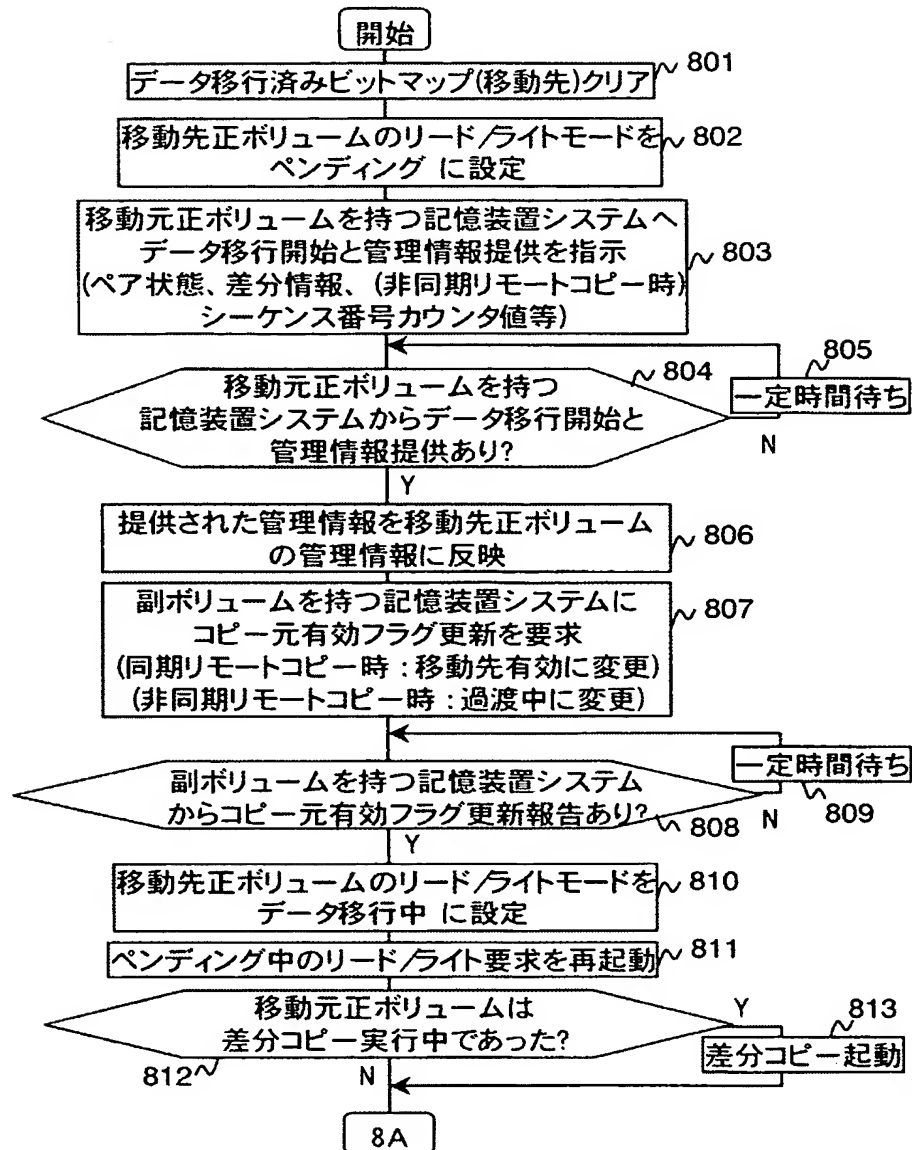 開始
データ移行済みビットマップ(移動先)クリア
801
移動先正ボリュームのリード/ライトモードを
ペンディング に設定
802
移動元正ボリュームを持つ記憶装置システムへ
データ移行開始と管理情報提供を指示
(ペア状態、差分情報、(非同期リモートコピー時)
シーケンス番号カウンタ値等)
803
移動元正ボリュームを持つ
記憶装置システムからデータ移行開始と
管理情報提供あり?
804
805
一定時間待ち
N
Y
提供された管理情報を移動先正ボリューム
の管理情報に反映
806
副ボリュームを持つ記憶装置システムに
コピー元有効フラグ更新を要求
(同期リモートコピー時:移動先有効に変更)
(非同期リモートコピー時:過渡中に変更)
807
副ボリュームを持つ記憶装置システム
からコピー元有効フラグ更新報告あり?
808
一定時間待ち
809
N
Y
移動先正ボリュームのリード/ライトモードを
データ移行中 に設定
810
ペンディング中のリード/ライト要求を再起動
811
移動元正ボリュームは
差分コピー実行中であった?
812
Y
813
差分コピー起動
N
8A